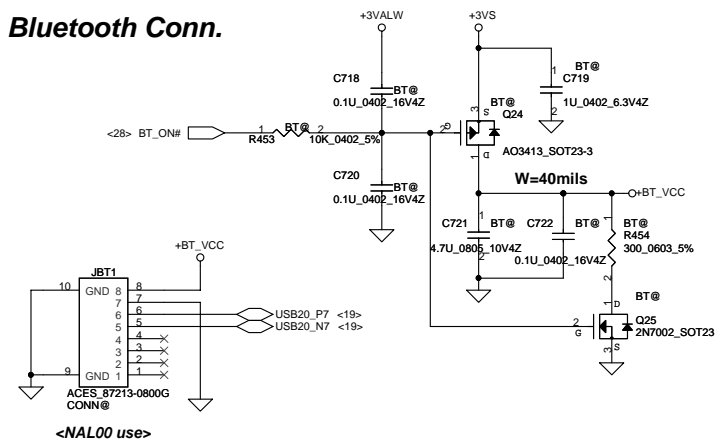 Bluetooth Conn.
+3VALW
+3VS
C718
BT@
0.1U_0402_16V4Z
1
BT@
C719
1U_0402_6.3V4Z
2
<28> BT_ON#
1
BT@
2
R453
10K_0402_5%
2
G
3
S
BT@
Q24
AO3413_SOT23-3
1
D
C720
BT@
0.1U_0402_16V4Z
W=40mils
+BT_VCC
C721
1
BT@
4.7U_0805_10V4Z
2
C722
BT@
0.1U_0402_16V4Z
1
BT@
R454
300_0603_5%
2
BT@
1
D
2
G
Q25
2N7002_SOT23
3
S
+BT_VCC
JBT1
10
GND
8
8
7
7
6
6
USB20_P7 <19>
5
5
USB20_N7 <19>
4
4
3
3
2
2
9
GND
1
1
ACES_87213-0800G
CONN@
<NAL00 use>